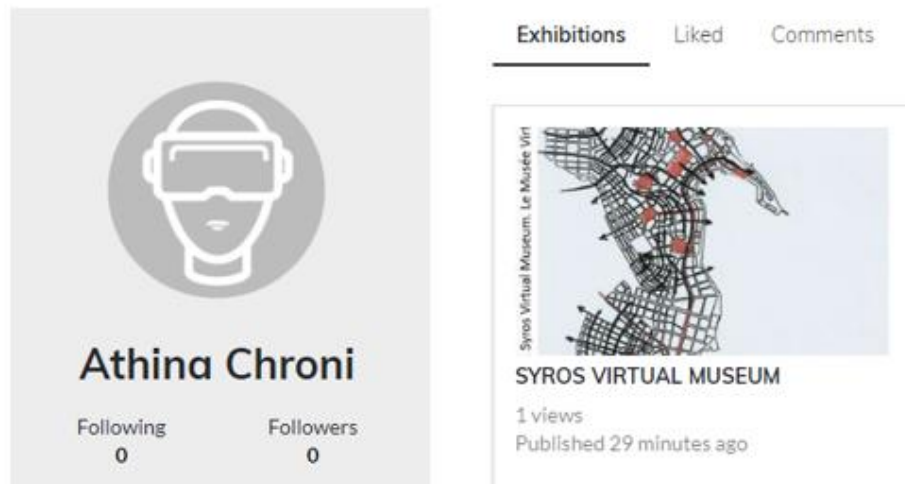 Athina Chroni
Following
0
Followers
0
Exhibitions
Liked
Comments
Syros Virtual Museum. Le Musée Virt
SYROS VIRTUAL MUSEUM
1 views
Published 29 minutes ago